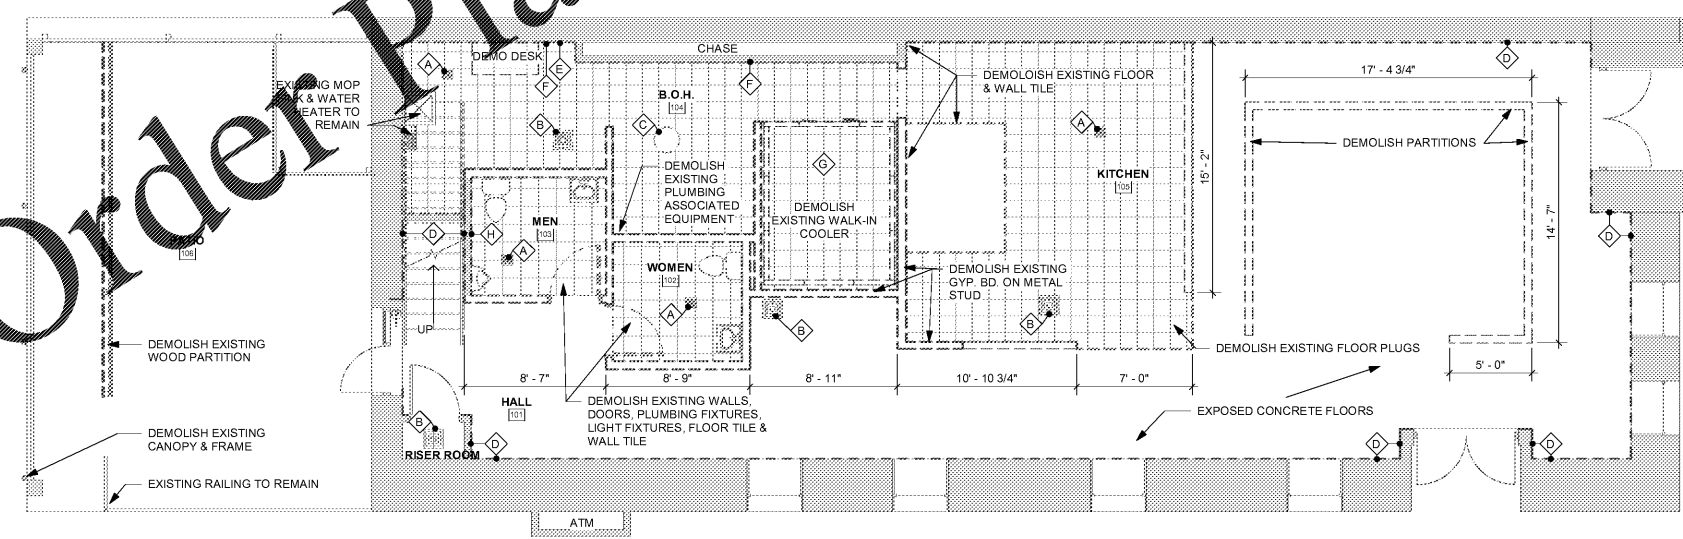 Order Pla
CHASE
DEMO DESK
A
E
F
F
D
B.O.H.
104
DEMOLOISH EXISTING FLOOR
& WALL TILE
17' - 4 3/4"
EXISTING MOP
SINK & WATER
HEATER TO
REMAIN
B
C
A
DEMOLISH PARTITIONS
G
DEMOLISH
EXISTING
PLUMBING
ASSOCIATED
EQUIPMENT
KITCHEN
105
15' - 2"
14' - 7"
DEMOLISH
EXISTING WALK-IN
COOLER
MEN
103
D
H
A
D
PATIO
106
WOMEN
102
DEMOLISH EXISTING
GYP. BD. ON METAL
STUD
A
B
B
UP
DEMOLISH EXISTING
WOOD PARTITION
DEMOLISH EXISTING FLOOR PLUGS
5' - 0"
8' - 7"
8' - 9"
8' - 11"
10' - 10 3/4"
7' - 0"
HALL
101
DEMOLISH EXISTING WALLS,
DOORS, PLUMBING FIXTURES,
LIGHT FIXTURES, FLOOR TILE &
WALL TILE
EXPOSED CONCRETE FLOORS
B
DEMOLISH EXISTING
CANOPY & FRAME
D
D
D
RISER ROOM
EXISTING RAILING TO REMAIN
ATM